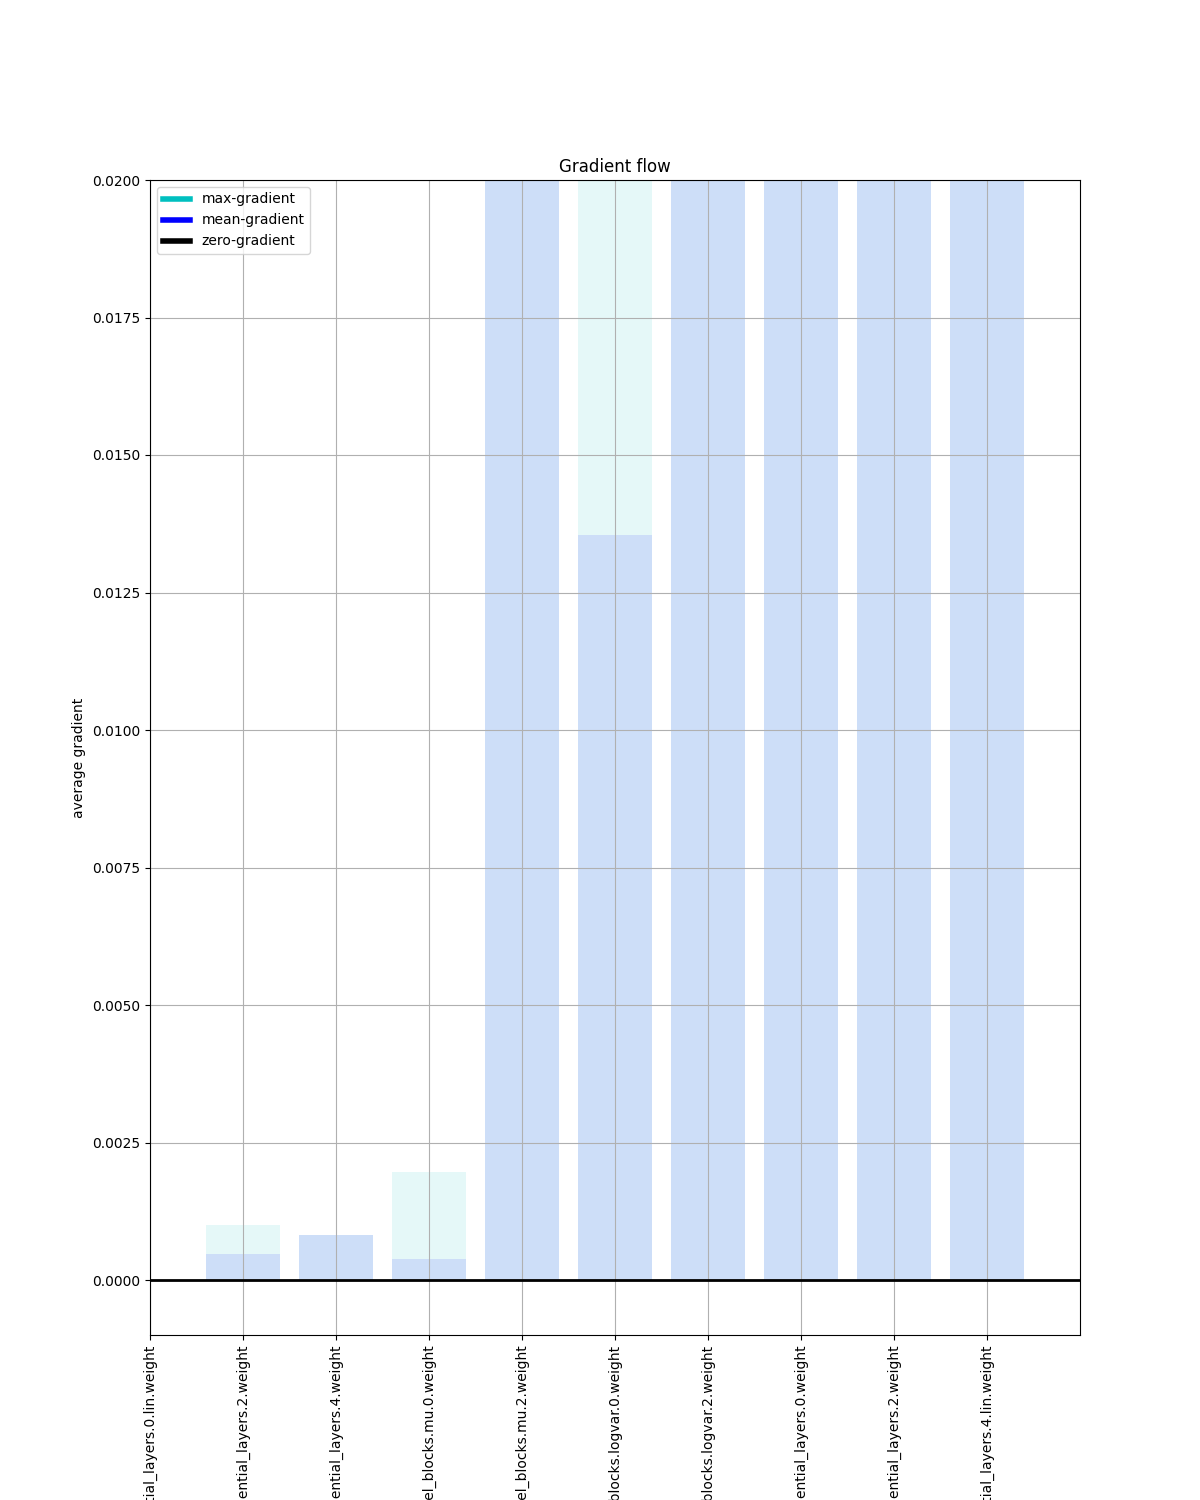 Gradient flow
max-gradient
mean-gradient
zero-gradient
0.0200
0.0175
0.0150
0.0125
0.0100
0.0075
0.0050
0.0025
0.0000
average gradient
tial_layers.0.lin.weight
ential_layers.2.weight
ential_layers.4.weight
el_blocks.mu.0.weight
el_blocks.mu.2.weight
blocks.logvar.0.weight
blocks.logvar.2.weight
ential_layers.0.weight
ential_layers.2.weight
tial_layers.4.lin.weight